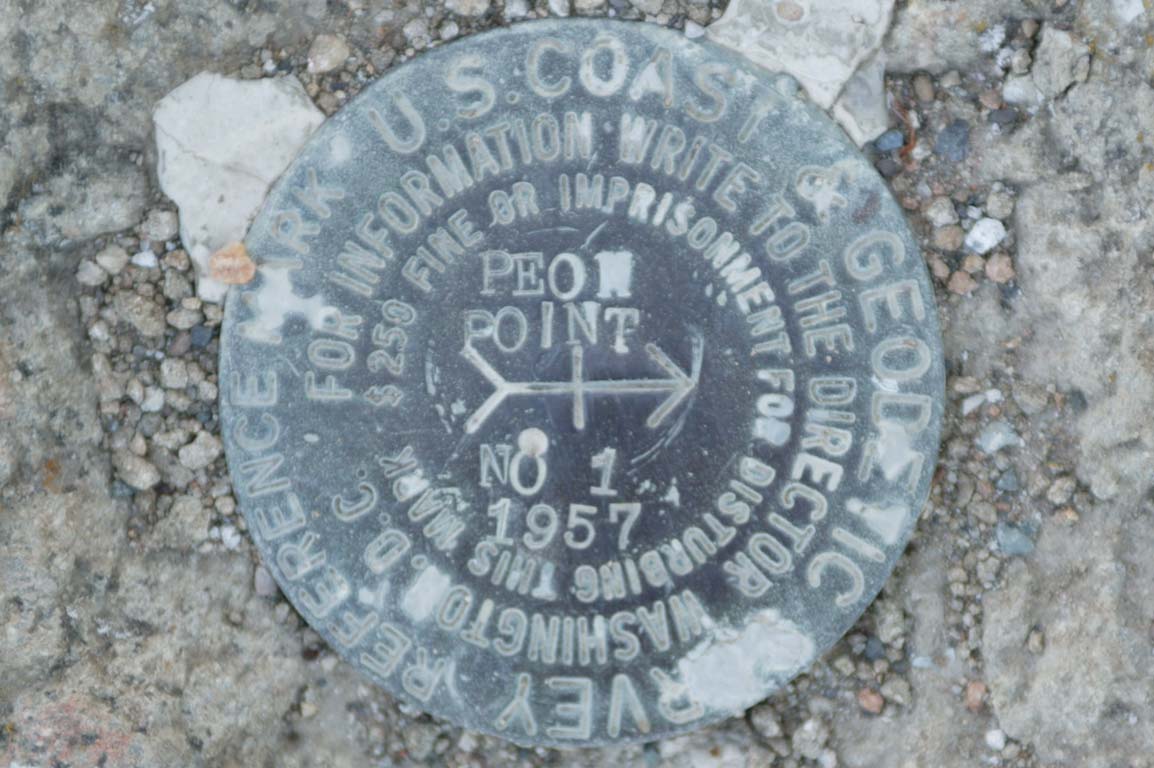 U.S. COAST & GEODETIC SURVEY
REFERENCE MARK
FOR INFORMATION WRITE TO THE DIRECTOR WASHINGTON D.C.
$250 FINE OR IMPRISONMENT FOR DISTURBING THIS MARK
PEON
POINT
NO 1
1957